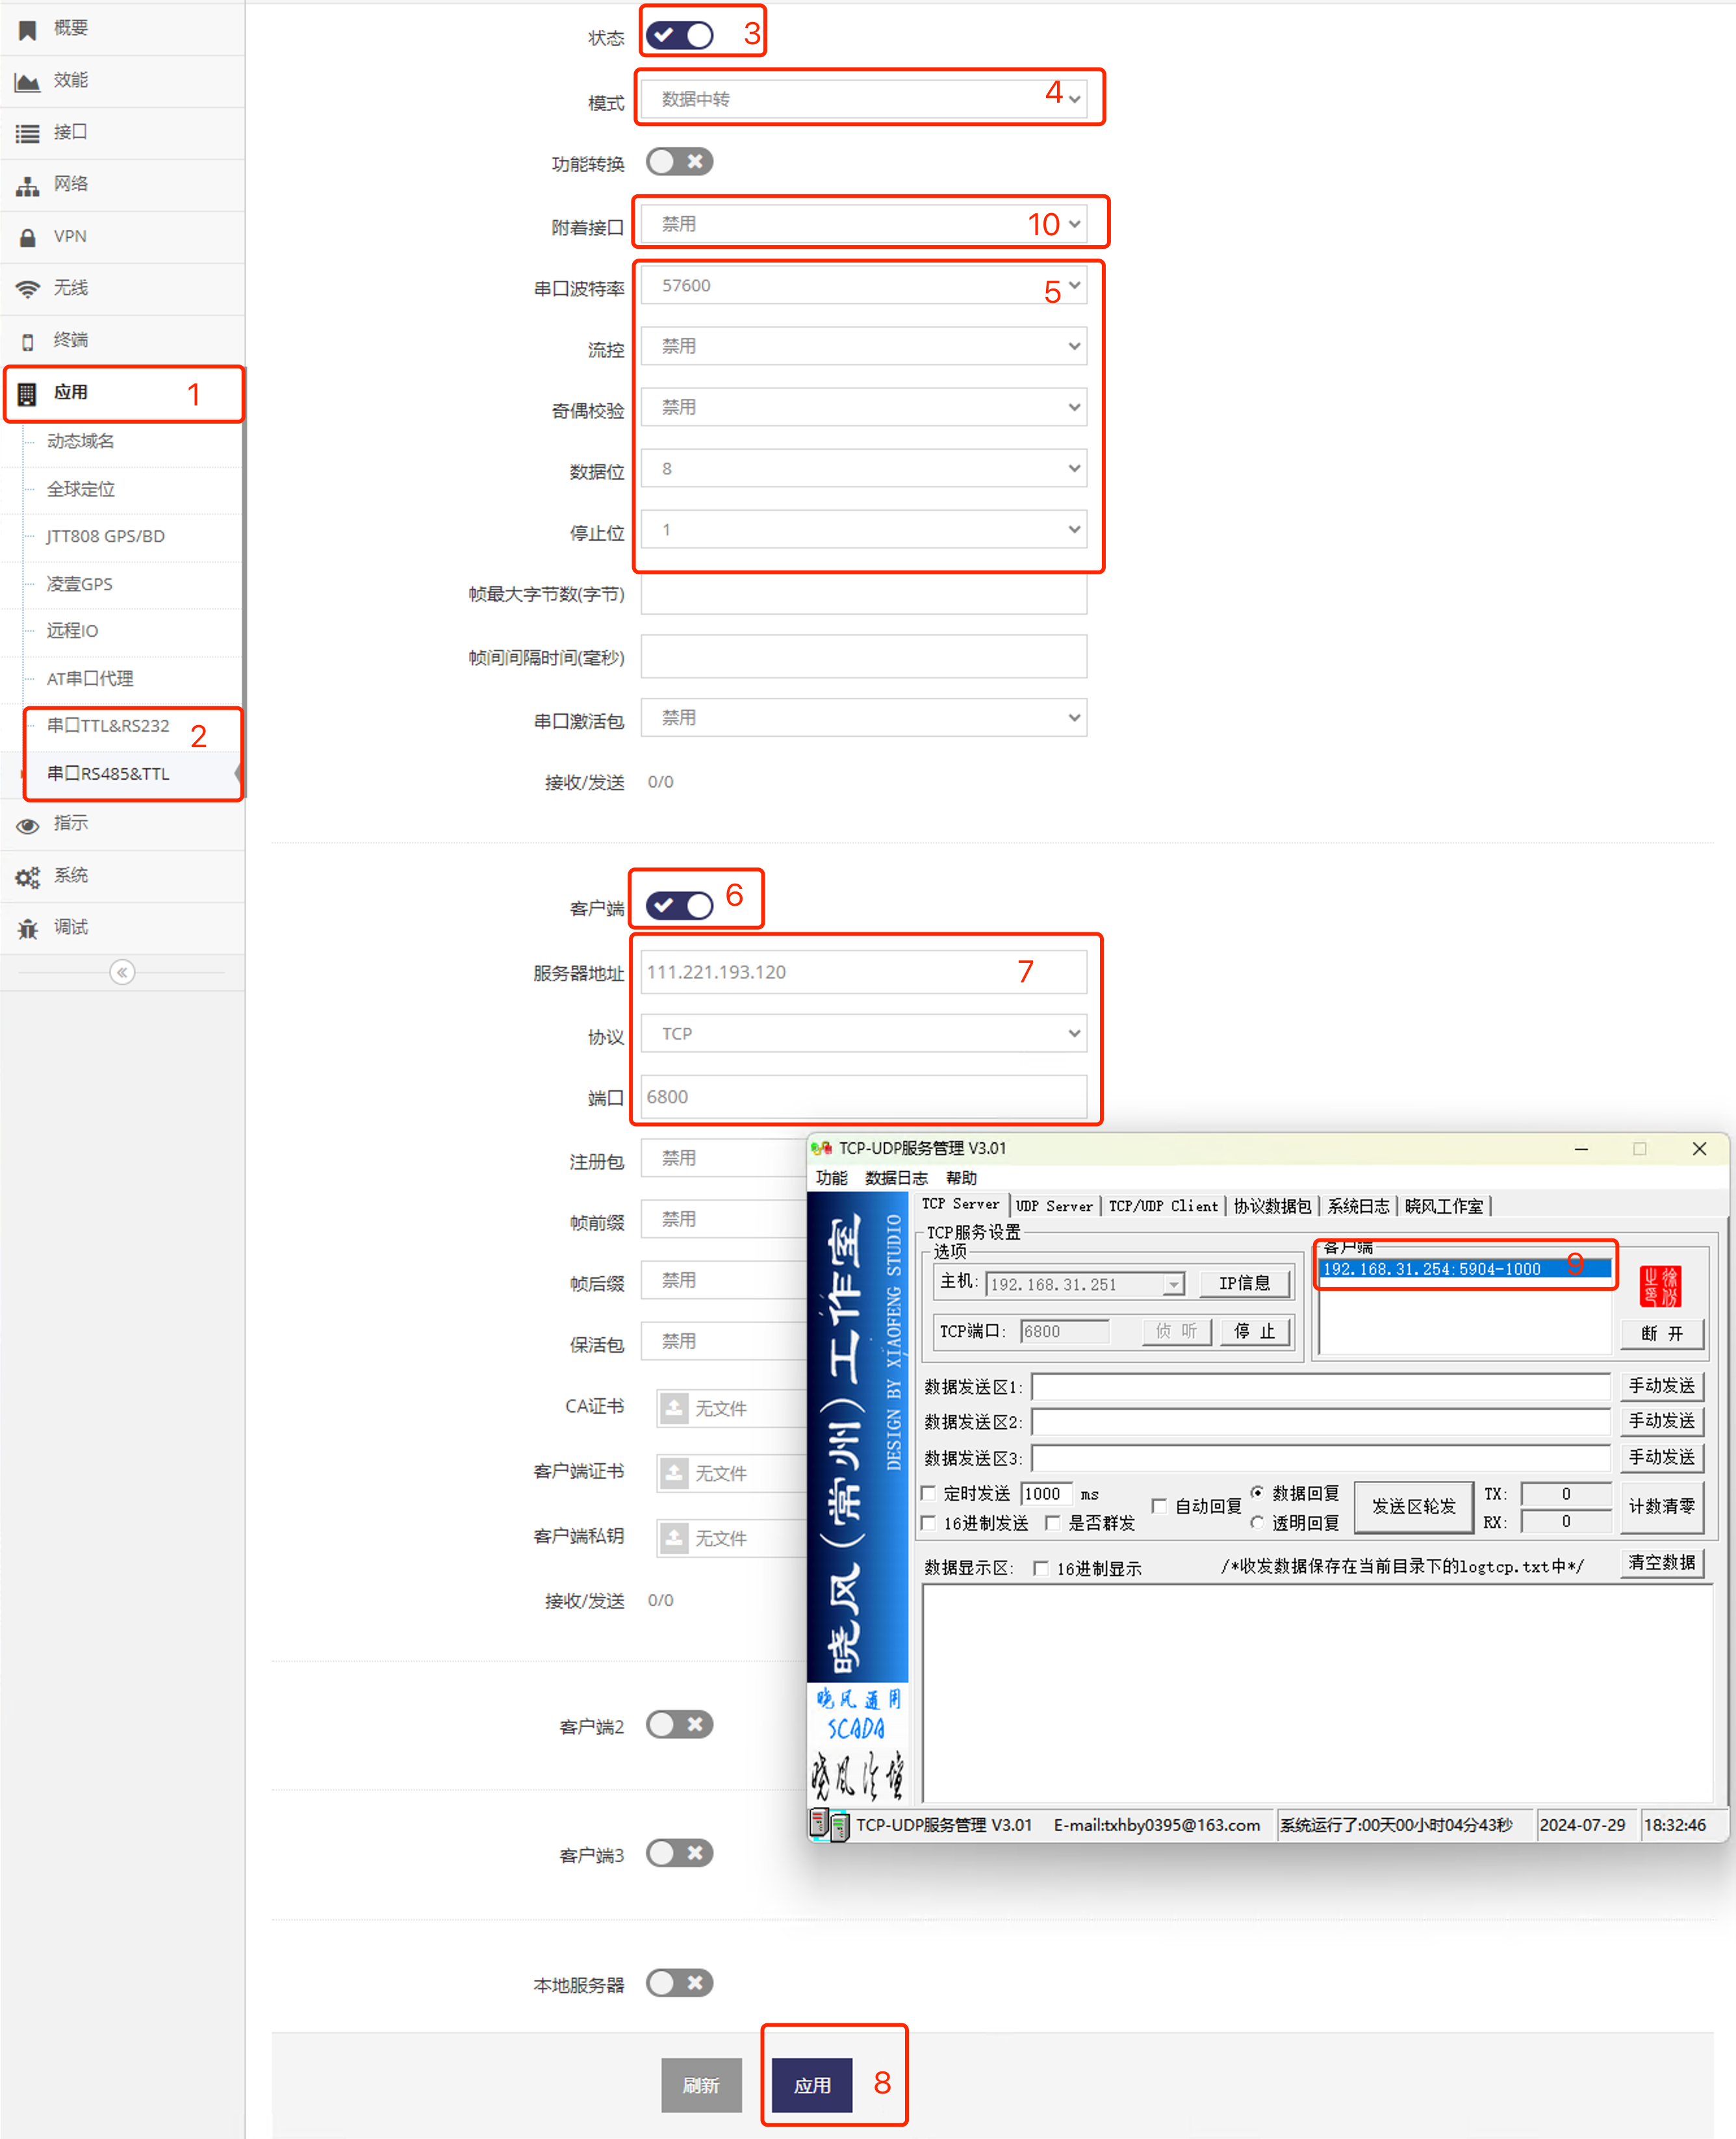 概要
效能
接口
网络
VPN
无线
终端
应用 1
动态域名
全球定位
JTT808 GPS/BD
凌壹GPS
远程IO
AT串口代理
串口TTL&RS232 2
串口RS485&TTL
指示
系统
调试
状态 3
模式 数据中转 4
功能转换
附着接口 禁用 10
串口波特率 57600 5
流控 禁用
奇偶校验 禁用
数据位 8
停止位 1
帧最大字节数(字节)
帧间间隔时间(毫秒)
串口激活包 禁用
接收/发送 0/0
客户端 6
服务器地址 111.221.193.120 7
协议 TCP
端口 6800
注册包 禁用
帧前缀 禁用
帧后缀 禁用
保活包 禁用
CA证书 无文件
客户端证书 无文件
客户端私钥 无文件
接收/发送 0/0
客户端2
客户端3
本地服务器
刷新 应用 8
TCP-UDP服务管理 V3.01
功能 数据日志 帮助
晓风（常州）工作室
DESIGN BY XIAOFENG STUDIO
晓风通用
SCADA
晓风论坛
TCP Server UDP Server TCP/UDP Client 协议数据包 系统日志 晓风工作室
TCP服务设置
选项
主机: 192.168.31.251 IP信息
TCP端口: 6800 侦 听 停 止
客户端
192.168.31.254:5904-1000 9
断 开
数据发送区1: 手动发送
数据发送区2: 手动发送
数据发送区3: 手动发送
定时发送 1000 ms 自动回复 数据回复 发送区轮发 TX: 0 计数清零
16进制发送 是否群发 透明回复 RX: 0
数据显示区: 16进制显示 /*收发数据保存在当前目录下的logtcp.txt中*/ 清空数据
TCP-UDP服务管理 V3.01 E-mail:txhby0395@163.com 系统运行了:00天00小时04分43秒 2024-07-29 18:32:46